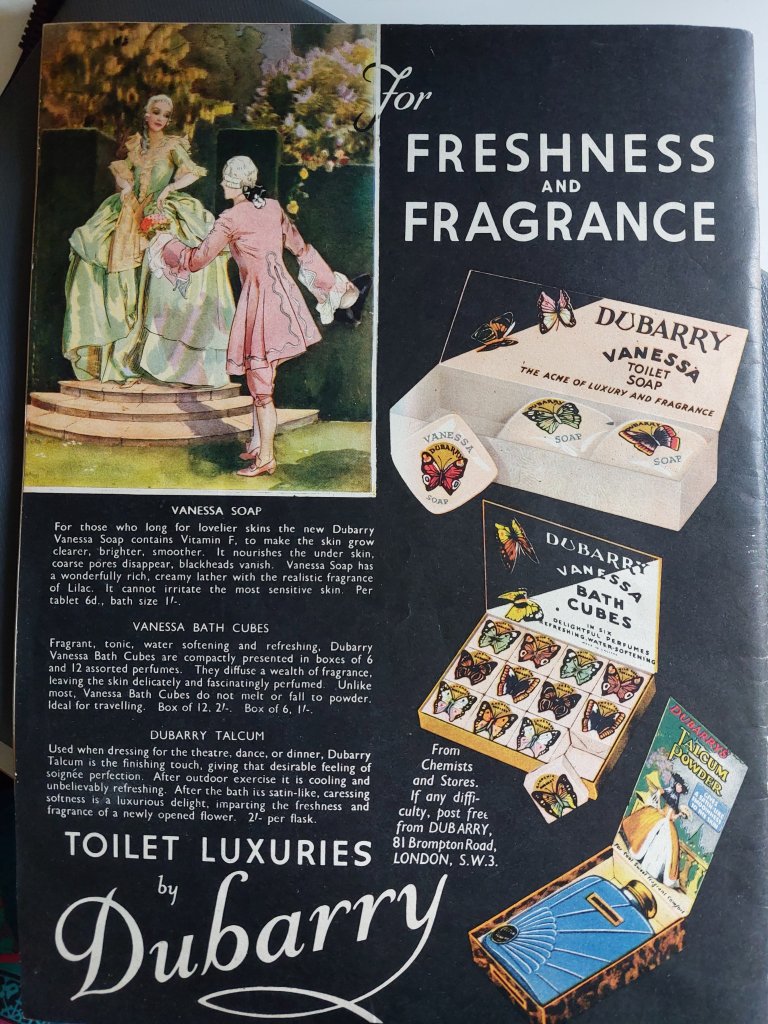 For
FRESHNESS
AND
FRAGRANCE
DUBARRY
VANESSA
TOILET
SOAP
THE ACME OF LUXURY AND FRAGRANCE
VANESSA
DUBARRY
SOAP
DUBARRY
SOAP
DUBARRY
SOAP
VANESSA SOAP
For those who long for lovelier skins the new Dubarry
Vanessa Soap contains Vitamin F, to make the skin grow
clearer, brighter, smoother. It nourishes the under skin,
coarse pores disappear, blackheads vanish. Vanessa Soap has
a wonderfully rich, creamy lather with the realistic fragrance
of Lilac. It cannot irritate the most sensitive skin. Per
tablet 6d., bath size 1/-.
VANESSA BATH CUBES
Fragrant, tonic, water softening and refreshing, Dubarry
Vanessa Bath Cubes are compactly presented in boxes of 6
and 12 assorted perfumes. They diffuse a wealth of fragrance,
leaving the skin delicately and fascinatingly perfumed. Unlike
most, Vanessa Bath Cubes do not melt or fall to powder.
Ideal for travelling. Box of 12, 2/-. Box of 6, 1/-.
DUBARRY TALCUM
Used when dressing for the theatre, dance, or dinner, Dubarry
Talcum is the finishing touch, giving that desirable feeling of
soignée perfection. After outdoor exercise it is cooling and
unbelievably refreshing. After the bath its satin-like, caressing
softness is a luxurious delight, imparting the freshness and
fragrance of a newly opened flower. 2/- per flask.
DUBARRY
VANESSA
BATH
CUBES
IN SIX
DELIGHTFUL PERFUMES
REFRESHING.WATER-SOFTENING
From
Chemists
and Stores.
If any diffi-
culty, post free
from DUBARRY,
81 Brompton Road,
LONDON, S.W.3.
DUBARRY'S
TALCUM
POWDER
TOILET LUXURIES
by
Dubarry